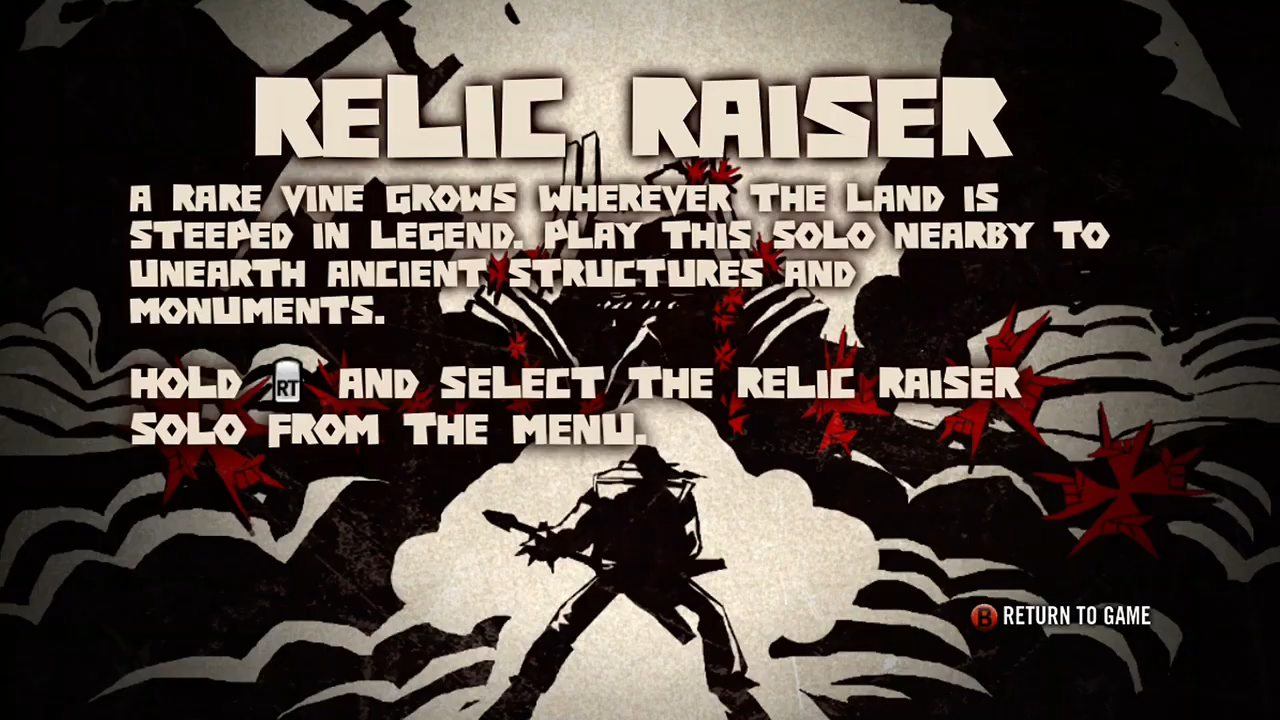 RELIC RAISER
A RARE VINE GROWS WHEREVER THE LAND IS
STEEPED IN LEGEND. PLAY THIS SOLO NEARBY TO
UNEARTH ANCIENT STRUCTURES AND
MONUMENTS.
HOLD RT AND SELECT THE RELIC RAISER
SOLO FROM THE MENU.
B RETURN TO GAME